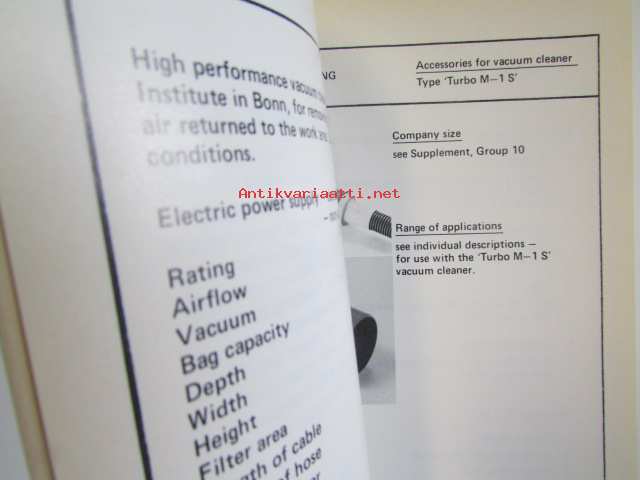 High performance vacuum
Institute in Bonn, for
air returned to the work
conditions.
Electric power supply
Rating
Airflow
Vacuum
Bag capacity
Depth
Width
Height
Filter area
of cable
of hose
NG
Accessories for vacuum cleaner
Type 'Turbo M–1 S'
Company size
see Supplement, Group 10
Antikvariaatti.net
Range of applications
see individual descriptions –
for use with the 'Turbo M–1 S'
vacuum cleaner.